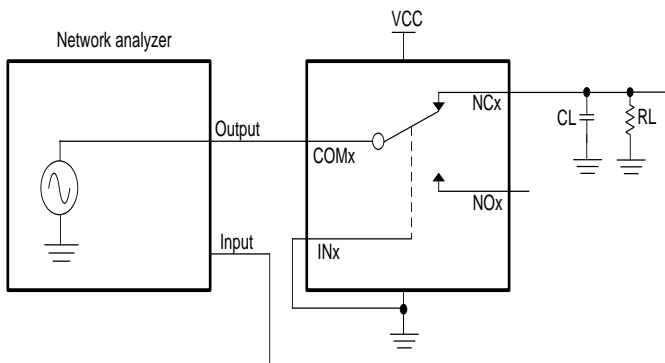 Network analyzer
VCC
NCx
CL
RL
Output
COMx
NOx
Input
INx